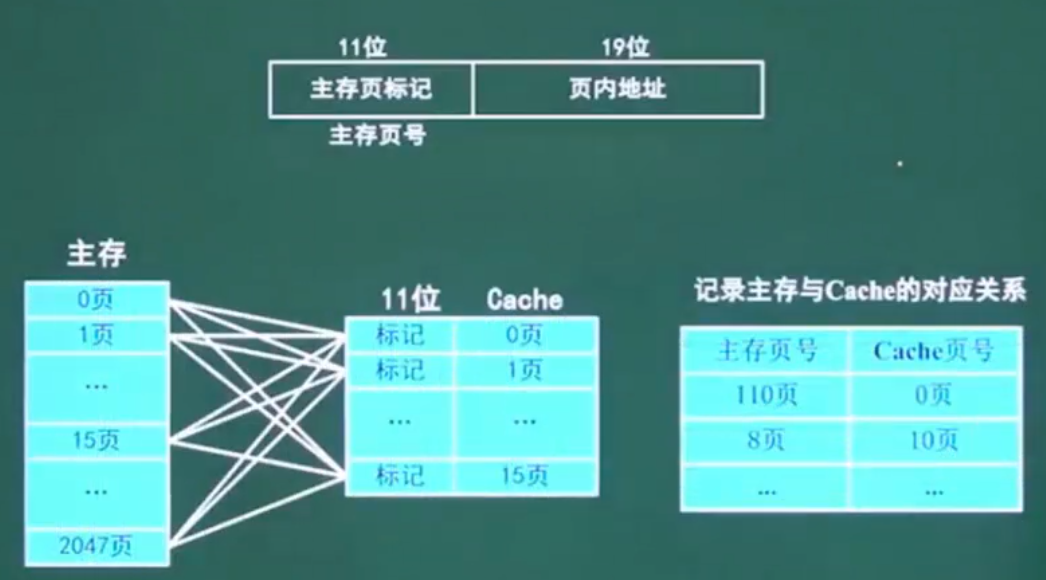 11位 19位
主存页标记 页内地址
主存页号
主存
0页
1页
...
15页
...
2047页
11位 Cache
标记 0页
标记 1页
... ...
标记 15页
记录主存与Cache的对应关系
主存页号 Cache页号
110页 0页
8页 10页
... ...